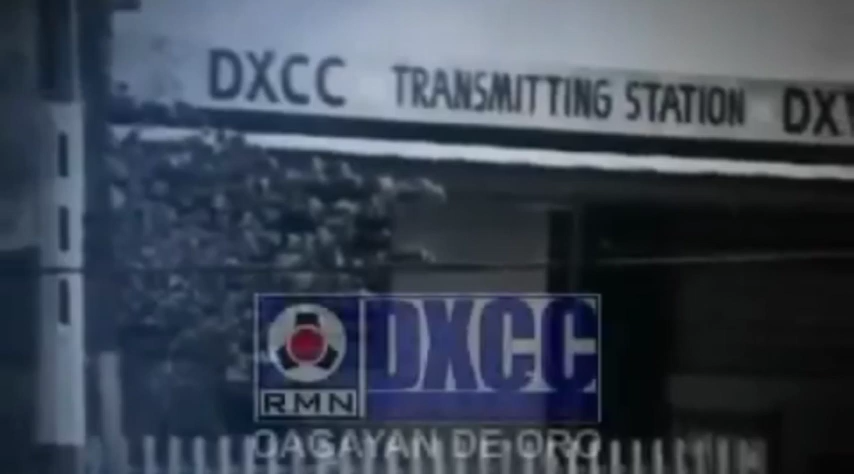 DXCC TRANSMITTING STATION
RMN
DXCC
CAGAYAN DE ORO